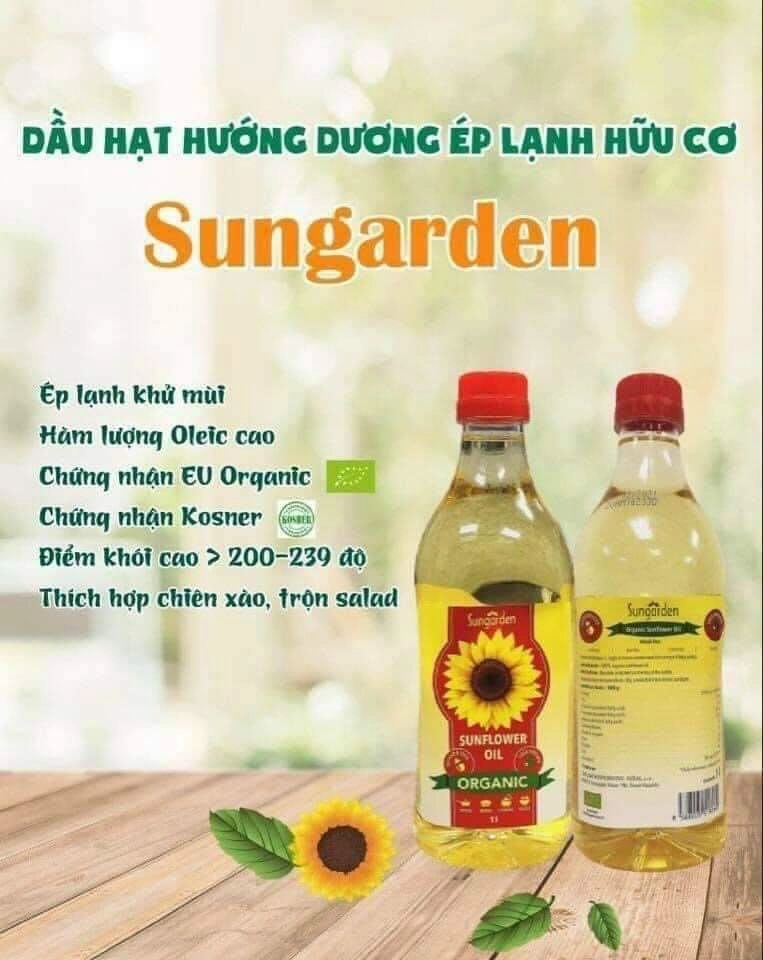 DẦU HẠT HƯỚNG DƯƠNG ÉP LẠNH HỮU CƠ
Sungarden
Ép lạnh khử mùi
Hàm lượng Oleic cao
Chứng nhận EU Organic
Chứng nhận Kosner
KOSHER
Điểm khói cao > 200-239 độ
Thích hợp chiên xào, trộn salad
Sungarden
SUNFLOWER
OIL
ORGANIC
1 l
Sungarden
Organic Sunflower Oil